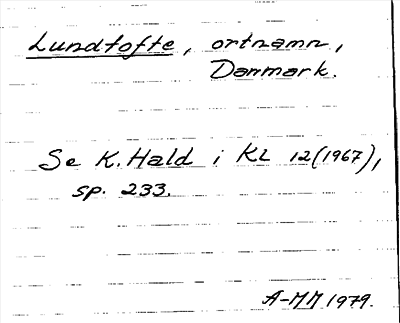 Lundtofte, ortnamn,
Danmark.
Se K. Hald i KL 12 (1967),
sp. 233.
A-MM 1979.